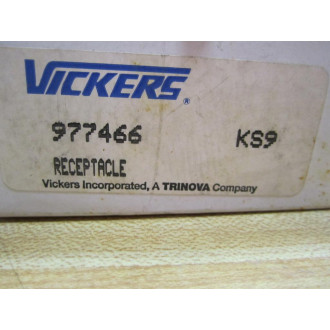 VICKERS®
977466 KS9
RECEPTACLE
Vickers Incorporated, A TRINOVA Company